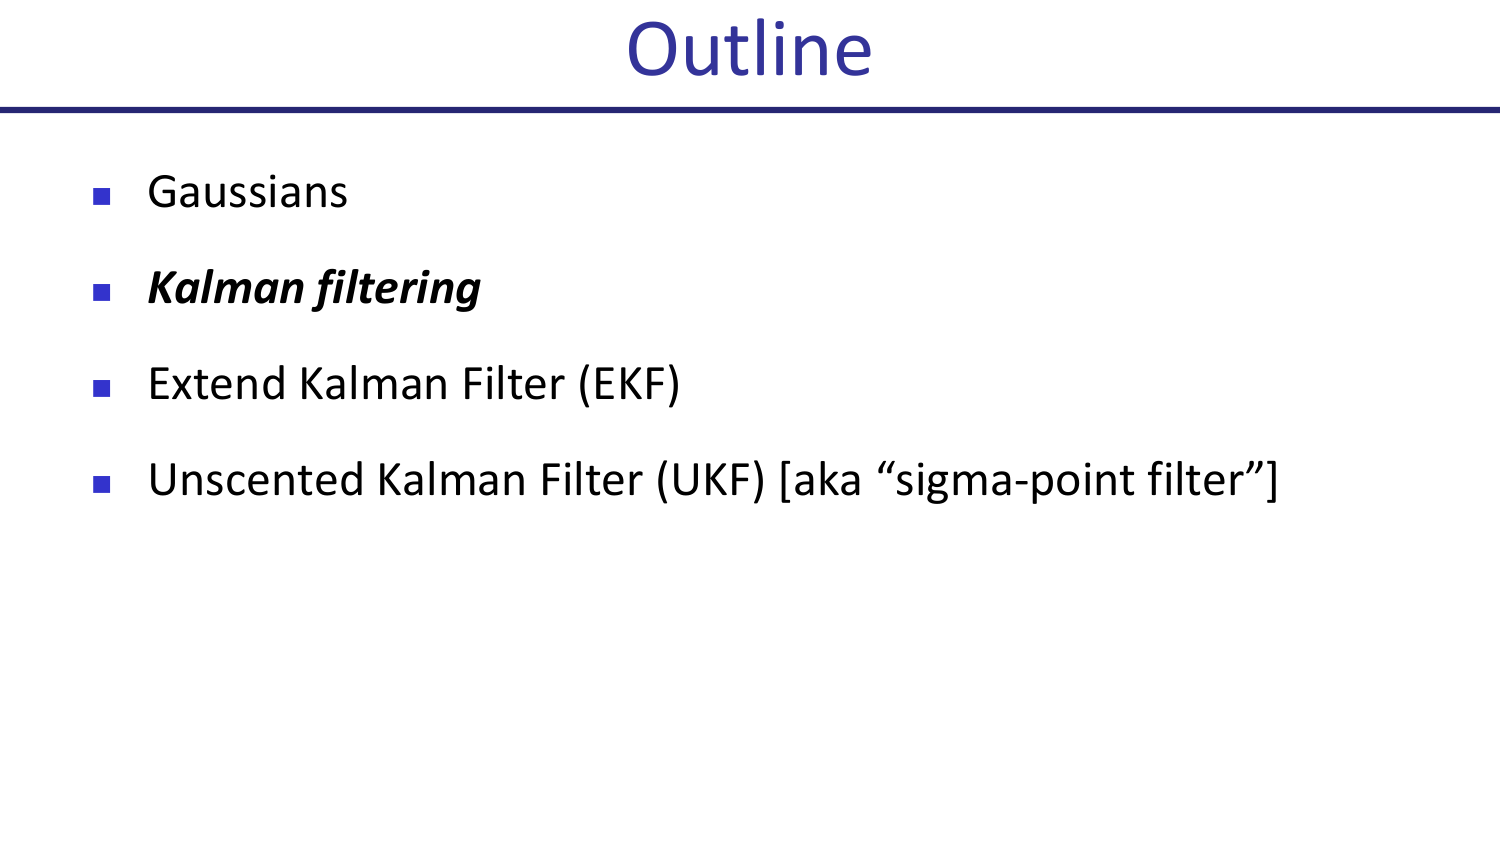 Outline
Gaussians
Kalman filtering
Extend Kalman Filter (EKF)
Unscented Kalman Filter (UKF) [aka “sigma-point filter”]